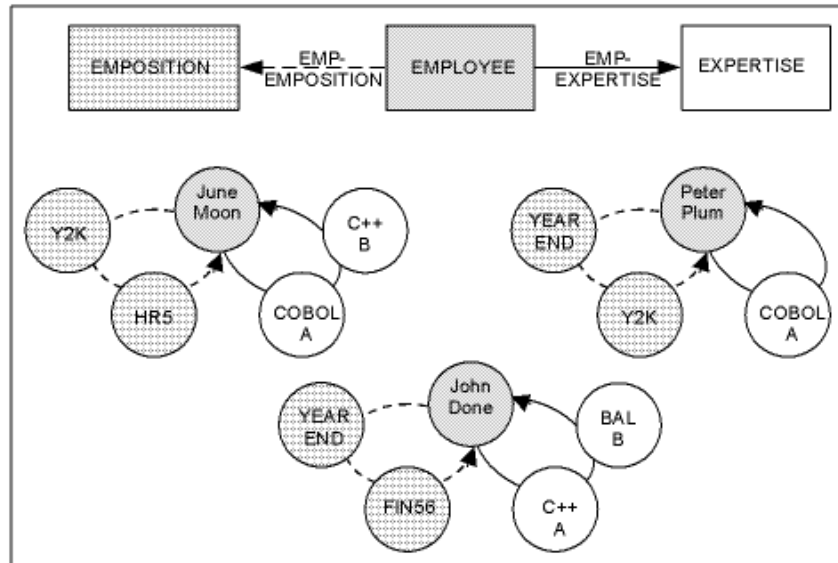 EMPOSITION
EMP-
EMPOSITION
EMPLOYEE
EMP-
EXPERTISE
EXPERTISE
June
Moon
Y2K
HR5
C++
B
COBOL
A
Peter
Plum
YEAR
END
Y2K
COBOL
A
John
Done
YEAR
END
FIN56
BAL
B
C++
A